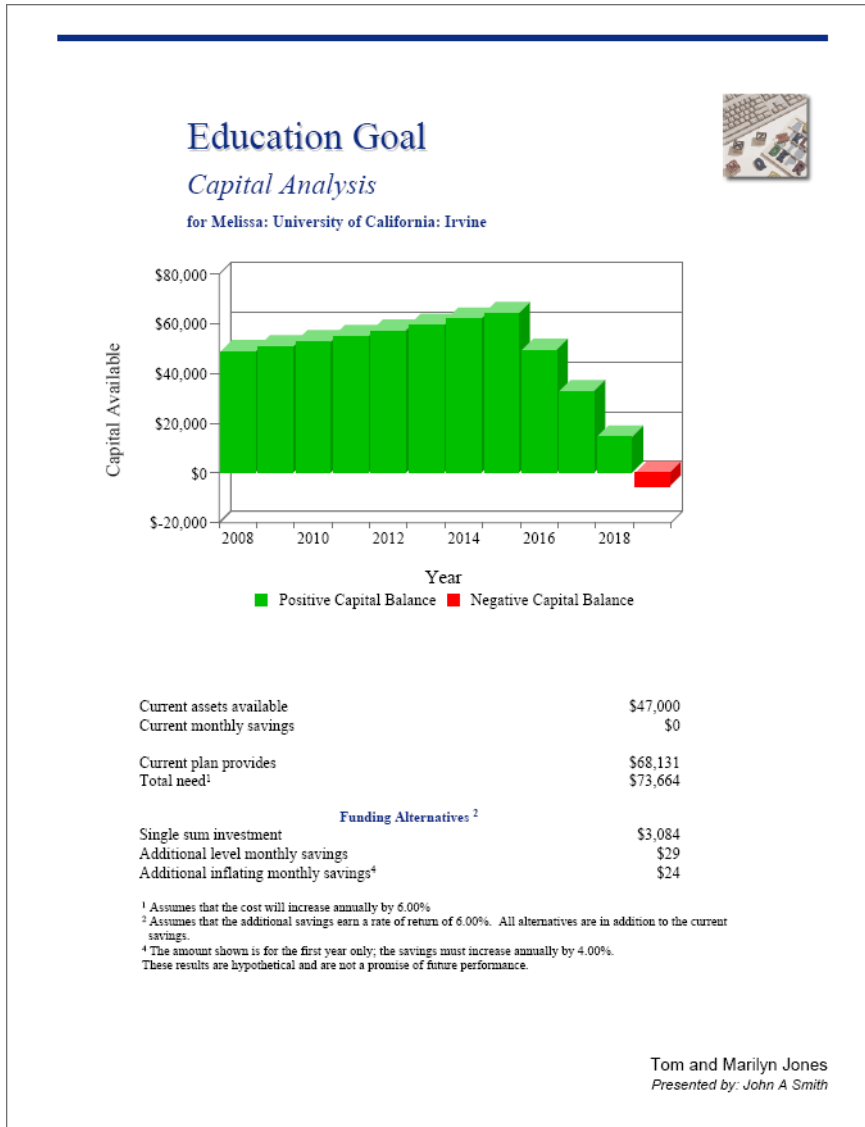 Education Goal
Capital Analysis
for Melissa: University of California: Irvine
$80,000
$60,000
$40,000
$20,000
$0
$-20,000
Capital Available
2008 2010 2012 2014 2016 2018
Year
Positive Capital Balance Negative Capital Balance
Current assets available $47,000
Current monthly savings $0
Current plan provides $68,131
Total need¹ $73,664
Funding Alternatives ²
Single sum investment $3,084
Additional level monthly savings $29
Additional inflating monthly savings⁴ $24
¹ Assumes that the cost will increase annually by 6.00%
² Assumes that the additional savings earn a rate of return of 6.00%. All alternatives are in addition to the current
savings.
⁴ The amount shown is for the first year only; the savings must increase annually by 4.00%.
These results are hypothetical and are not a promise of future performance.
Tom and Marilyn Jones
Presented by: John A Smith